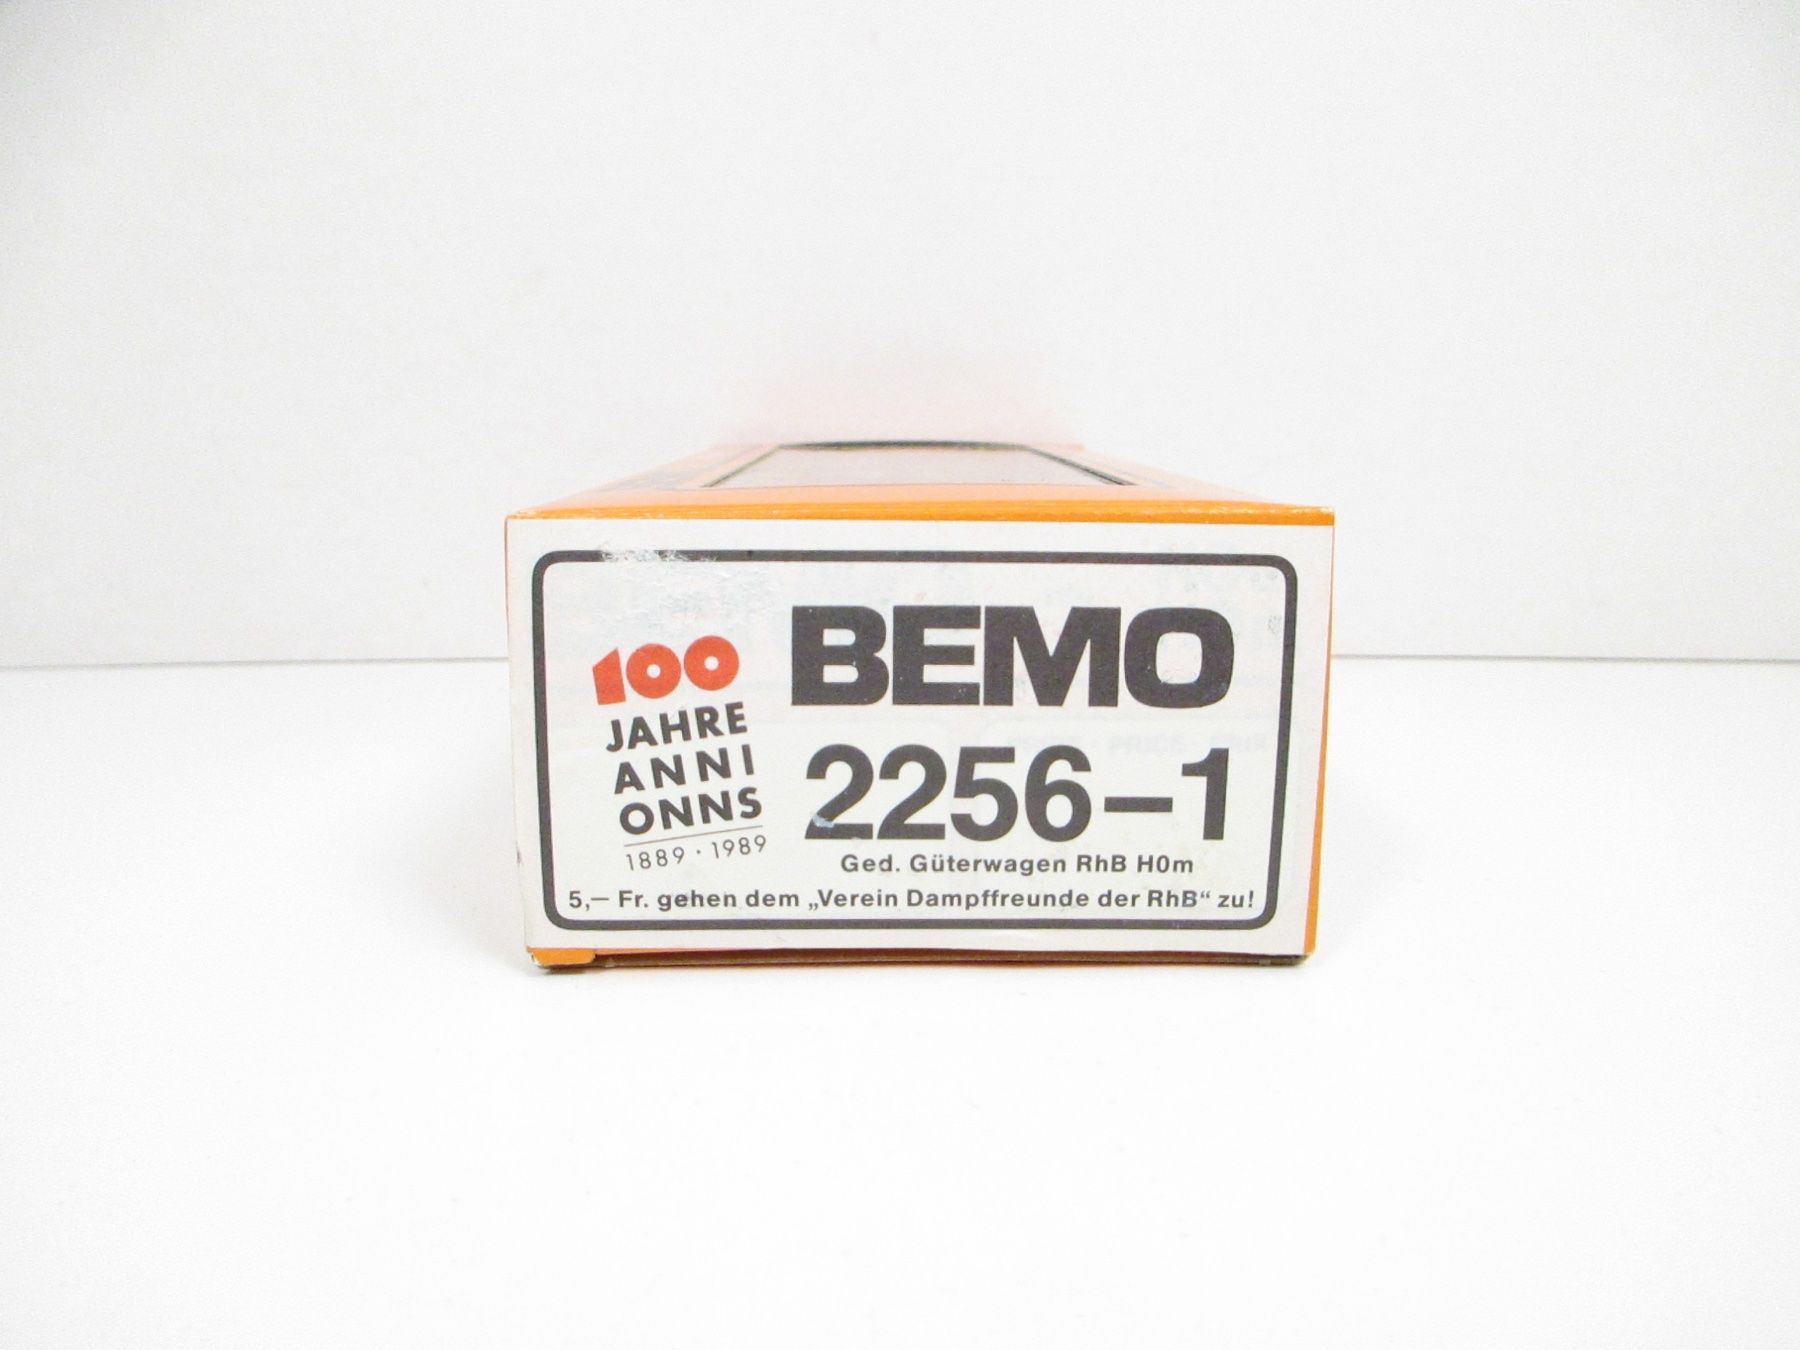 100
JAHRE
ANNI
ONNS
1889 · 1989
BEMO
2256–1
Ged. Güterwagen RhB H0m
5,— Fr. gehen dem „Verein Dampffreunde der RhB“ zu!